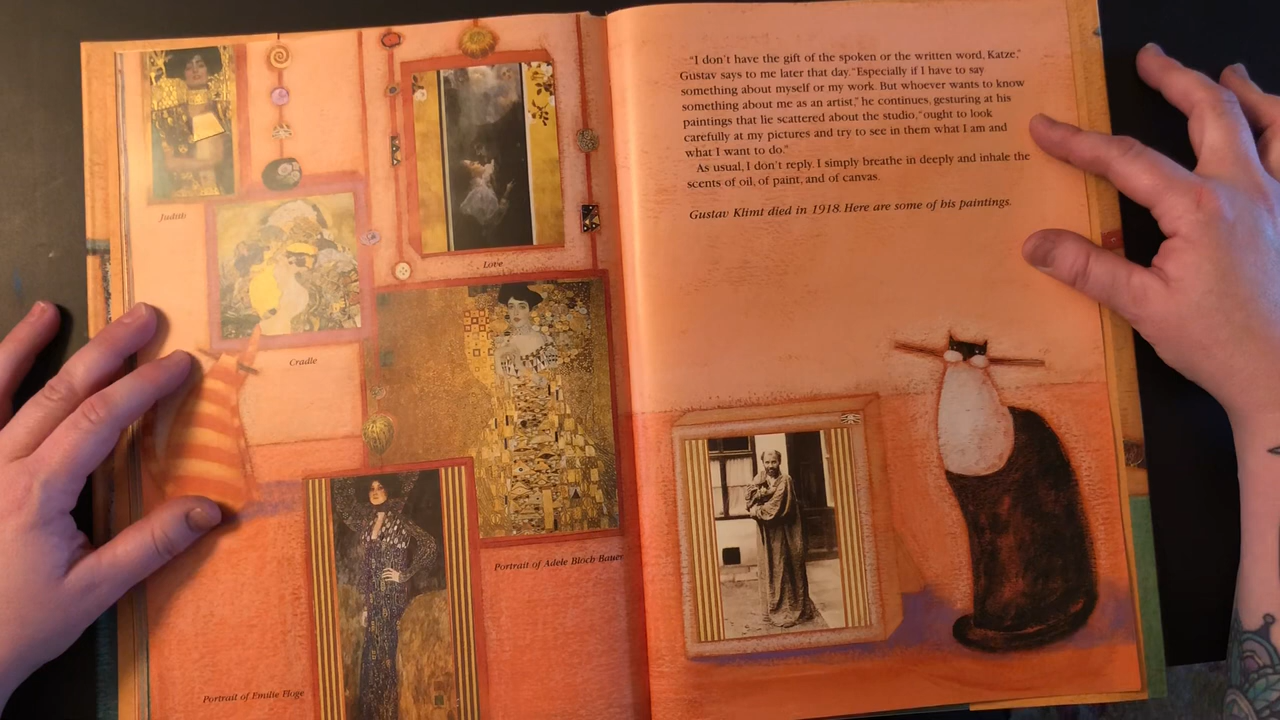 Judith
Love
Cradle
Portrait of Adele Bloch-Bauer
Portrait of Emilie Floge
"I don't have the gift of the spoken or the written word, Katze,"
Gustav says to me later that day. "Especially if I have to say
something about myself or my work. But whoever wants to know
something about me as an artist," he continues, gesturing at his
paintings that lie scattered about the studio, "ought to look
carefully at my pictures and try to see in them what I am and
what I want to do."
As usual, I don't reply. I simply breathe in deeply and inhale the
scents of oil, of paint, and of canvas.
Gustav Klimt died in 1918. Here are some of his paintings.